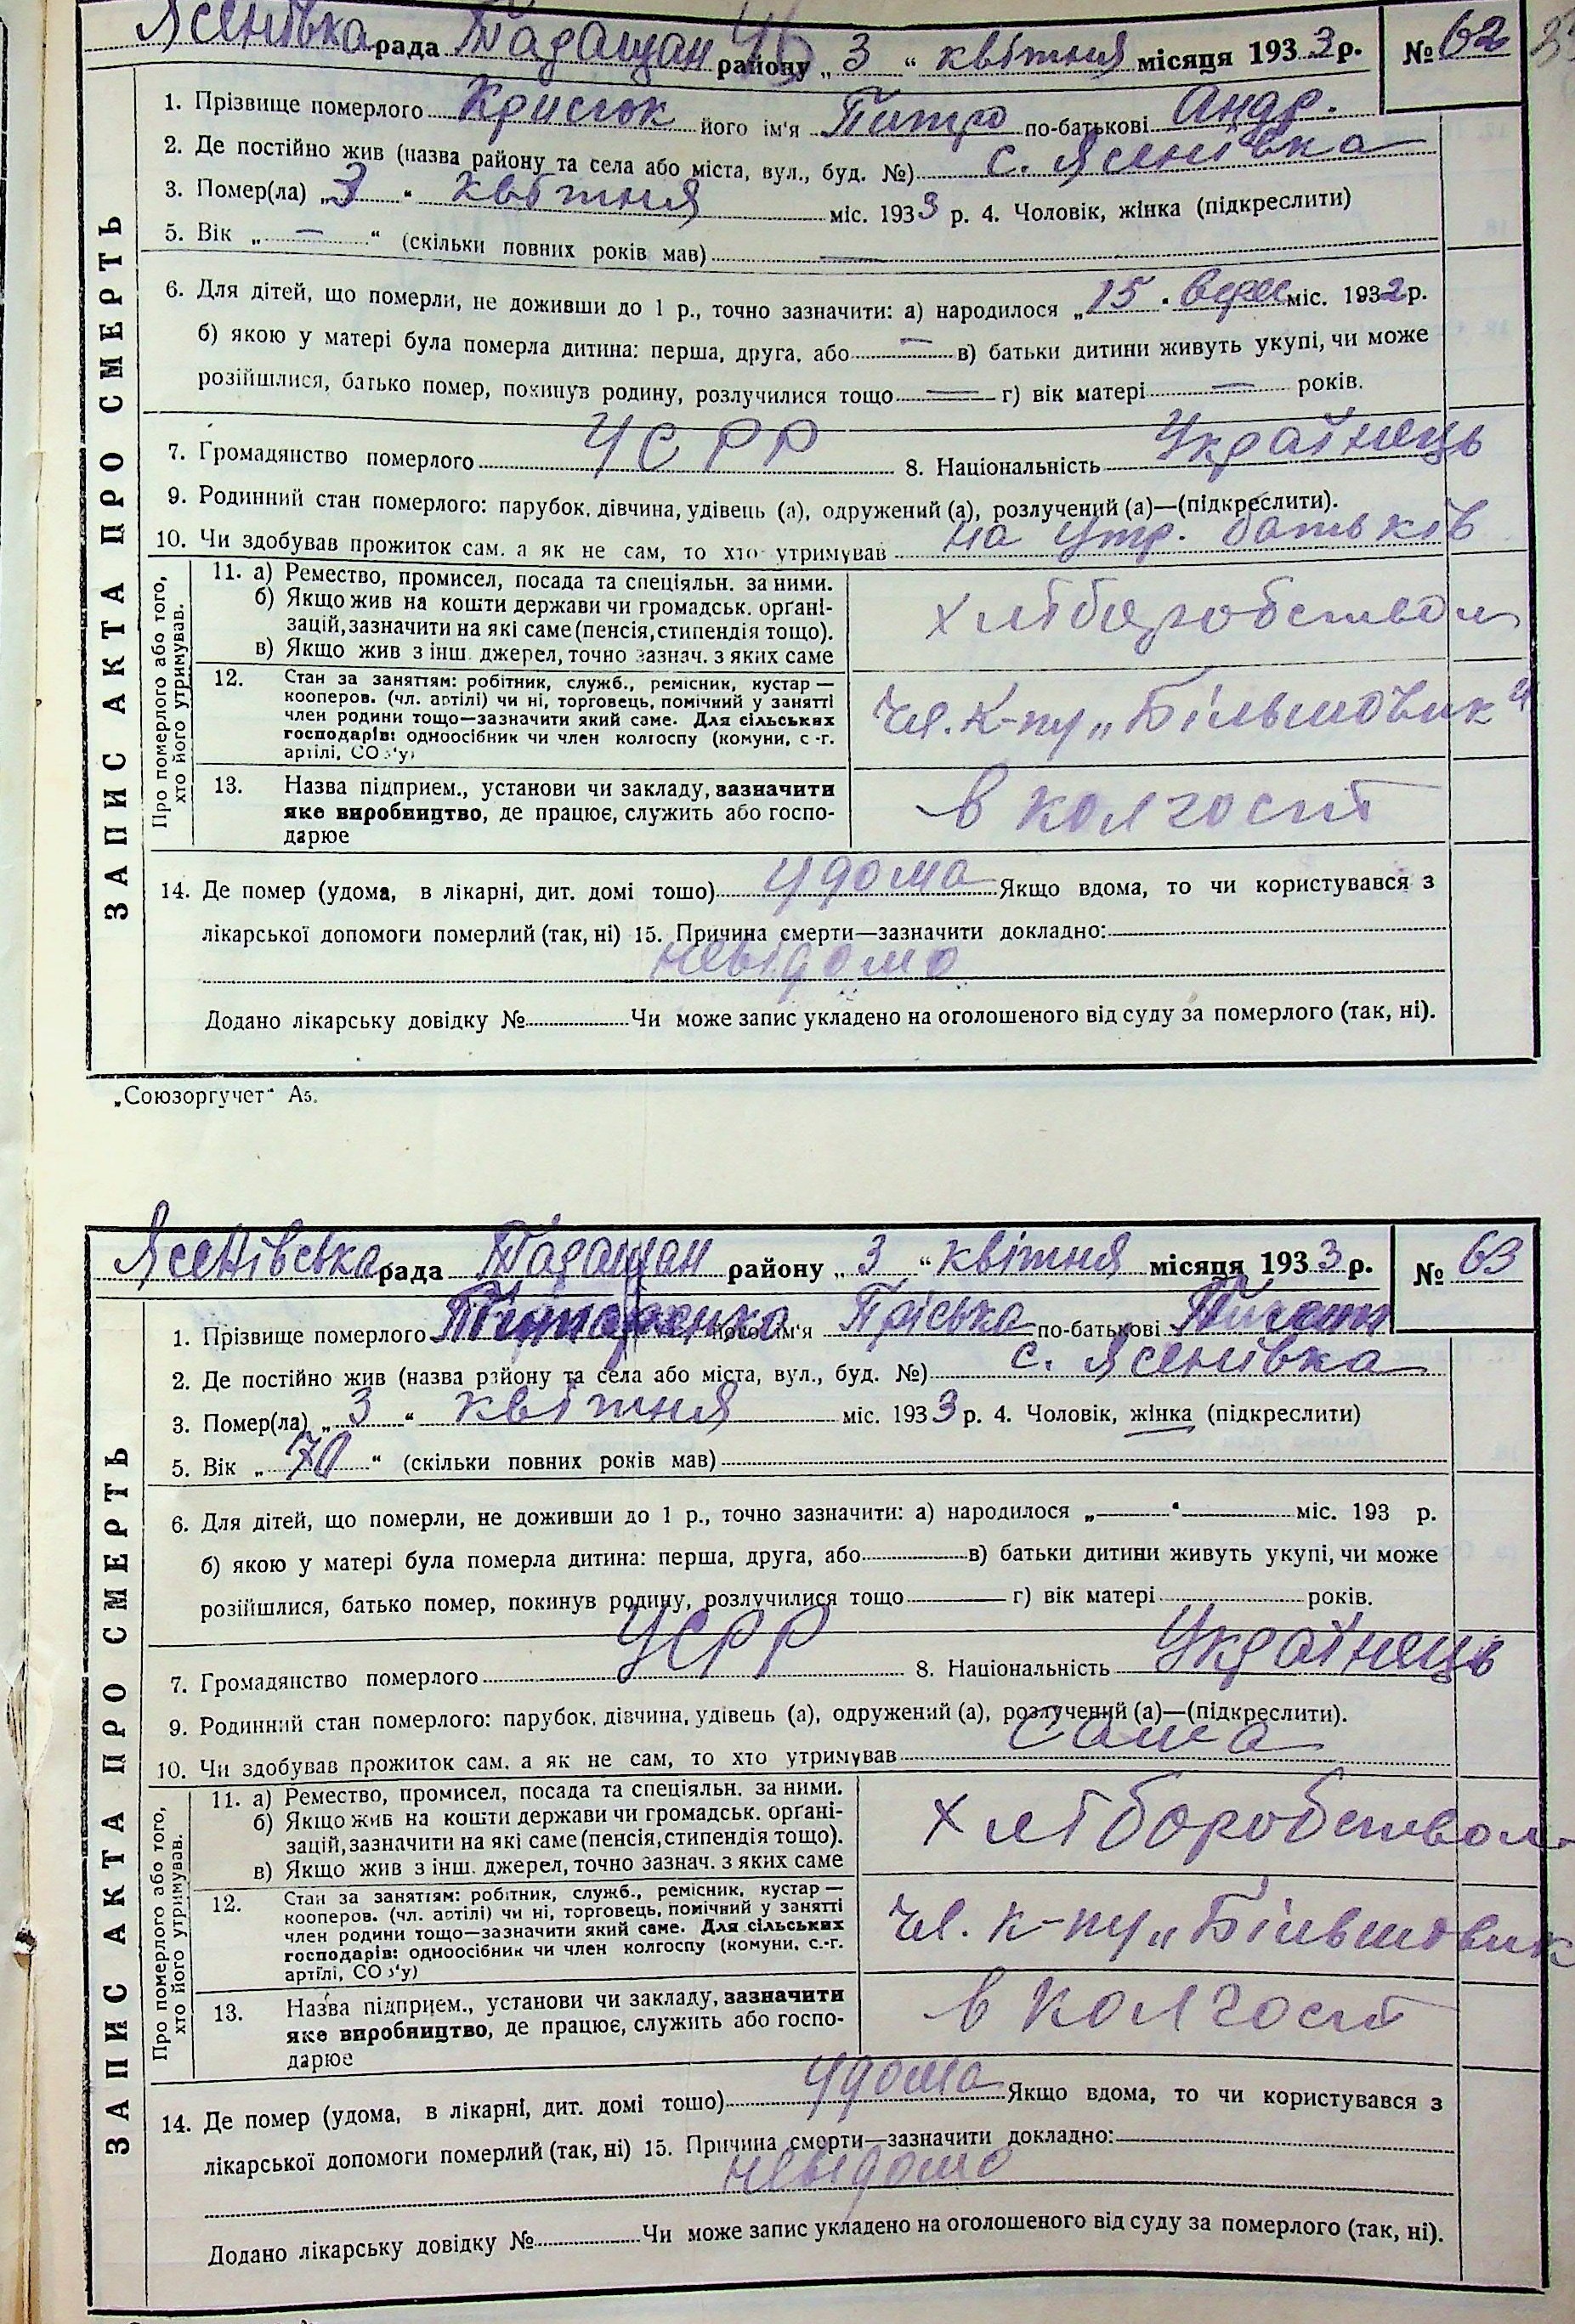 Ясенівка рада Тадащан району „ 3 “ квітня місяця 1933 р. № 62
1. Прізвище померлого його ім'я Питро по-батькові Андр.
2. Де постійно жив (назва району та села або міста, вул., буд. №) с. Ясенівка
3. Помер(ла) „ 3 “ квітня міс. 1933 р. 4. Чоловік, жінка (підкреслити)
5. Вік „ — “ (скільки повних років мав) —
6. Для дітей, що померли, не доживши до 1 р., точно зазначити: а) народилося „ 15 “ верес міс. 1932 р.
б) якою у матері була померла дитина: перша, друга, або — в) батьки дитини живуть укупі, чи може
розійшлися, батько помер, покинув родину, розлучилися тощо — г) вік матері — років.
7. Громадянство померлого УСРР 8. Національність Українець
9. Родинний стан померлого: парубок, дівчина, удівець (а), одружений (а), розлучений (а)—(підкреслити).
10. Чи здобував прожиток сам, а як не сам, то хто утримував на утр. батьків
ЗАПИС АКТА ПРО СМЕРТЬ
Про померлого або того, хто його утримував.
11. а) Ремество, промисел, посада та спеціяльн. за ними.
б) Якщо жив на кошти держави чи громадськ. орґані-
зацій, зазначити на які саме (пенсія, стипендія тощо).
в) Якщо жив з інш. джерел, точно зазнач. з яких саме
хліборобством
12. Стан за заняттям: робітник, служб., ремісник, кустар —
кооперов. (чл. артілі) чи ні, торговець, помічний у занятті
член родини тощо—зазначити який саме. Для сільських
господарів: одноосібник чи член колгоспу (комуни, с.-г.
артілі, СОЗ'у)
чл. к-пу „Більшовик“
13. Назва підприєм., установи чи закладу, зазначити
яке виробництво, де працює, служить або госпо-
дарює
в колгоспі
14. Де помер (удома, в лікарні, дит. домі тощо) удома Якщо вдома, то чи користувався з
лікарської допомоги померлий (так, ні) 15. Причина смерти—зазначити докладно:
невідомо
Додано лікарську довідку № Чи може запис укладено на оголошеного від суду за померлого (так, ні).
„Союзоргучет“ А5.
Ясенівська рада Тадащан району „ 3 “ квітня місяця 1933 р. № 63
1. Прізвище померлого його ім'я Пріська по-батькові
2. Де постійно жив (назва району та села або міста, вул., буд. №) с. Ясенівка
3. Помер(ла) „ 3 “ квітня міс. 1933 р. 4. Чоловік, жінка (підкреслити)
5. Вік „ 70 “ (скільки повних років мав)
6. Для дітей, що померли, не доживши до 1 р., точно зазначити: а) народилося „ — “ — міс. 193 р.
б) якою у матері була померла дитина: перша, друга, або — в) батьки дитини живуть укупі, чи може
розійшлися, батько помер, покинув родину, розлучилися тощо — г) вік матері років.
7. Громадянство померлого УСРР 8. Національність Українець
9. Родинний стан померлого: парубок, дівчина, удівець (а), одружений (а), розлучений (а)—(підкреслити).
10. Чи здобував прожиток сам, а як не сам, то хто утримував сама
ЗАПИС АКТА ПРО СМЕРТЬ
Про померлого або того, хто його утримував.
11. а) Ремество, промисел, посада та спеціяльн. за ними.
б) Якщо жив на кошти держави чи громадськ. орґані-
зацій, зазначити на які саме (пенсія, стипендія тощо).
в) Якщо жив з інш. джерел, точно зазнач. з яких саме
хліборобством
12. Стан за заняттям: робітник, служб., ремісник, кустар —
кооперов. (чл. артілі) чи ні, торговець, помічний у занятті
член родини тощо—зазначити який саме. Для сільських
господарів: одноосібник чи член колгоспу (комуни, с.-г.
артілі, СОЗ'у)
чл. к-пу „Більшовик
13. Назва підприєм., установи чи закладу, зазначити
яке виробництво, де працює, служить або госпо-
дарює
в колгосп
14. Де помер (удома, в лікарні, дит. домі тощо) удома Якщо вдома, то чи користувався з
лікарської допомоги померлий (так, ні) 15. Причина смерти—зазначити докладно:
невідомо
Додано лікарську довідку № Чи може запис укладено на оголошеного від суду за померлого (так, ні).